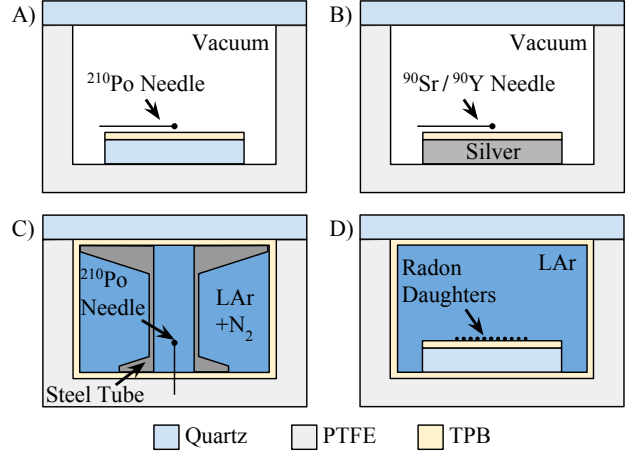 A)
Vacuum
²¹⁰Po Needle
B)
Vacuum
⁹⁰Sr / ⁹⁰Y Needle
Silver
C)
²¹⁰Po
Needle
LAr
+N₂
Steel Tube
D)
LAr
Radon
Daughters
Quartz
PTFE
TPB